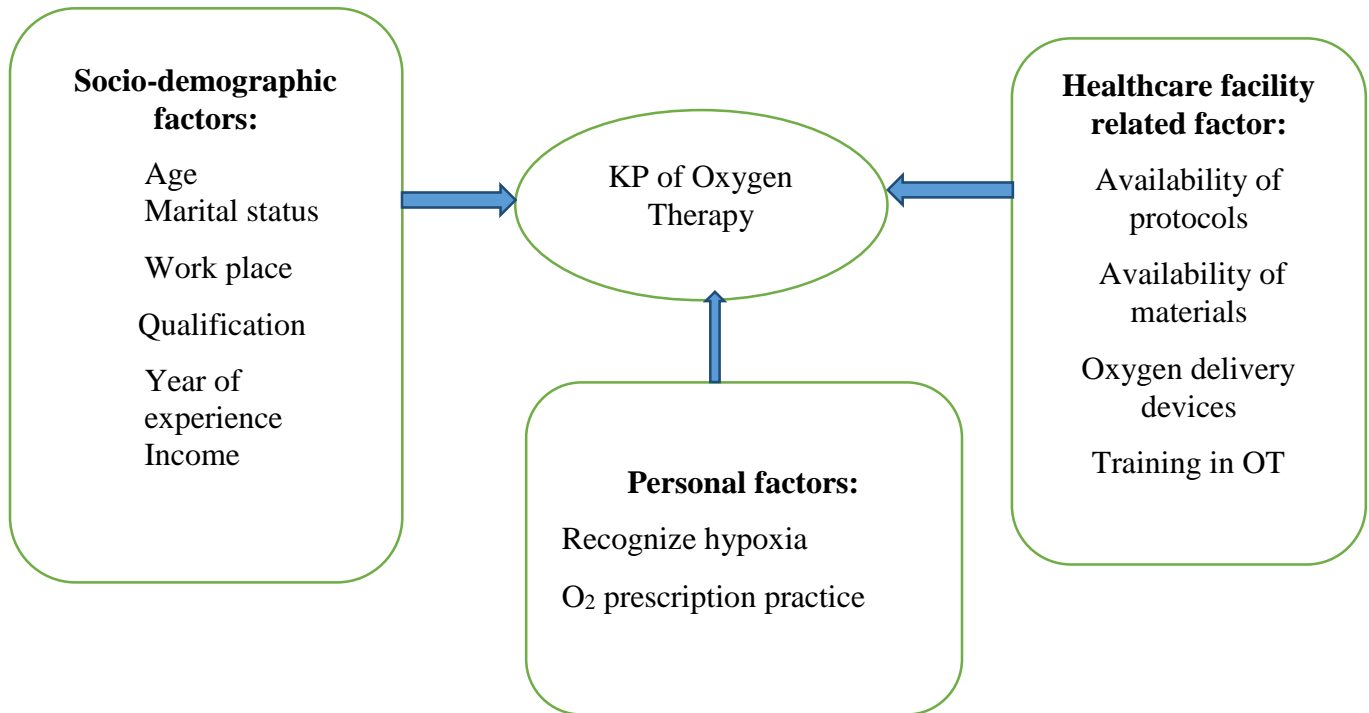 Socio-demographic
factors:
Age
Marital status
Work place
Qualification
Year of
experience
Income
KP of Oxygen
Therapy
Healthcare facility
related factor:
Availability of
protocols
Availability of
materials
Oxygen delivery
devices
Training in OT
Personal factors:
Recognize hypoxia
O₂ prescription practice